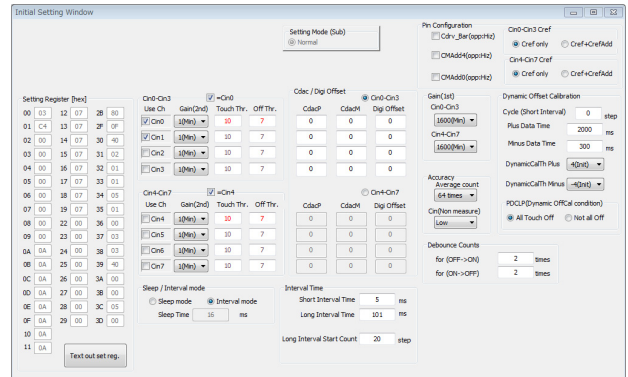 Initial Setting Window
Setting Mode (Sub)
Normal
Pin Configuration
Cdrv_Bar(opp:Hiz)
CMAdd4(opp:Hiz)
CMAdd0(opp:Hiz)
Cin0-Cin3 Cref
Cref only Cref+CrefAdd
Cin4-Cin7 Cref
Cref only Cref+CrefAdd
Setting Register [hex]
00 03 12 07 2B 80
01 C4 13 07 2F 0F
02 00 14 07 30 40
03 00 15 07 31 02
04 00 16 07 32 01
05 00 17 07 33 01
06 00 18 07 34 05
07 00 19 07 35 01
08 00 22 00 36 00
09 00 23 00 37 03
0A 0A 24 00 38 03
0B 0A 25 00 39 40
0C 0A 26 00 3A 00
0D 0A 27 00 3B 00
0E 0A 28 00 3C 05
0F 0A 29 00 3D 00
10 0A
11 0A
Text out set reg.
Cin0-Cin3 =Cin0
Use Ch Gain(2nd) Touch Thr. Off Thr.
Cin0 1(Min) 10 7
Cin1 1(Min) 10 7
Cin2 1(Min) 10 7
Cin3 1(Min) 10 7
Cin4-Cin7 =Cin4
Use Ch Gain(2nd) Touch Thr. Off Thr.
Cin4 1(Min) 10 7
Cin5 1(Min) 10 7
Cin6 1(Min) 10 7
Cin7 1(Min) 10 7
Cdac / Digi Offset
Cin0-Cin3
CdacP CdacM Digi Offset
0 0 0
0 0 0
0 0 0
0 0 0
Cin4-Cin7
CdacP CdacM Digi Offset
0 0 0
0 0 0
0 0 0
0 0 0
Sleep / Interval mode
Sleep mode Interval mode
Sleep Time 16 ms
Interval Time
Short Interval Time 5 ms
Long Interval Time 101 ms
Long Interval Start Count 20 step
Gain(1st)
Cin0-Cin3
1600(Min)
Cin4-Cin7
1600(Min)
Accuracy
Average count
64 times
Cin(Non measure)
Low
Dynamic Offset Calibration
Cycle (Short Interval) 0 step
Plus Data Time 2000 ms
Minus Data Time 300 ms
DynamicCalTh Plus 4(Init)
DynamicCalTh Minus -4(Init)
PDCLP(Dynamic OffCal condition)
All Touch Off Not all Off
Debounce Counts
for (OFF->ON) 2 times
for (ON->OFF) 2 times